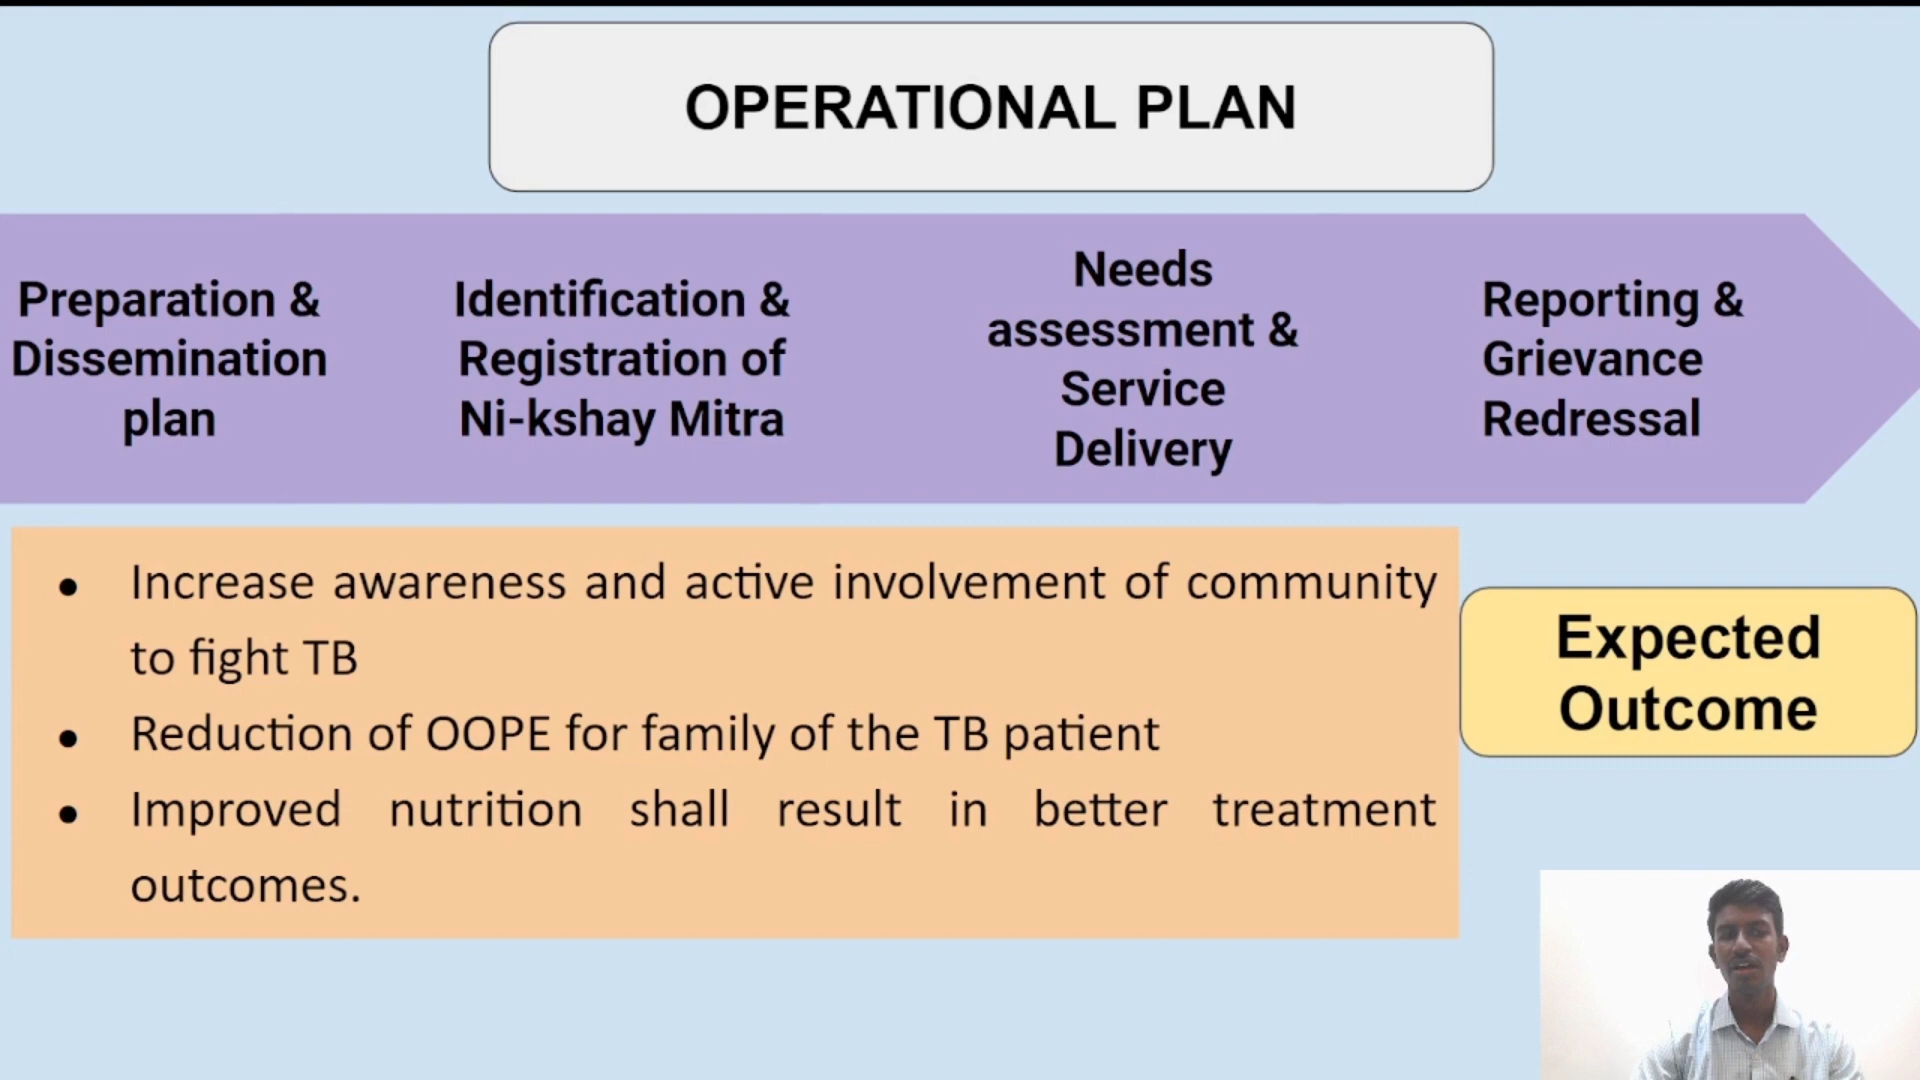 OPERATIONAL PLAN
Preparation &
Dissemination
plan
Identification &
Registration of
Ni-kshay Mitra
Needs
assessment &
Service
Delivery
Reporting &
Grievance
Redressal
• Increase awareness and active involvement of community
to fight TB
• Reduction of OOPE for family of the TB patient
• Improved nutrition shall result in better treatment
outcomes.
Expected
Outcome